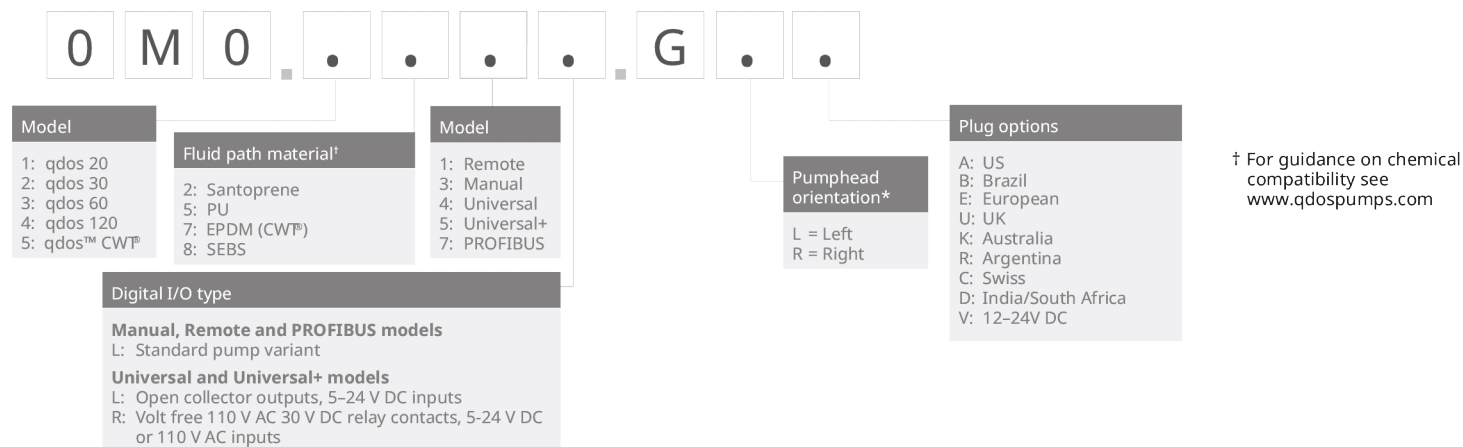 0 M 0 . . . . . . G . .
Model
1: qdos 20
2: qdos 30
3: qdos 60
4: qdos 120
5: qdos™ CWT®
Fluid path material†
2: Santoprene
5: PU
7: EPDM (CWT®)
8: SEBS
Model
1: Remote
3: Manual
4: Universal
5: Universal+
7: PROFIBUS
Digital I/O type
Manual, Remote and PROFIBUS models
L: Standard pump variant
Universal and Universal+ models
L: Open collector outputs, 5–24 V DC inputs
R: Volt free 110 V AC 30 V DC relay contacts, 5-24 V DC
or 110 V AC inputs
Pumphead
orientation*
L = Left
R = Right
Plug options
A: US
B: Brazil
E: European
U: UK
K: Australia
R: Argentina
C: Swiss
D: India/South Africa
V: 12–24V DC
† For guidance on chemical
compatibility see
www.qdospumps.com